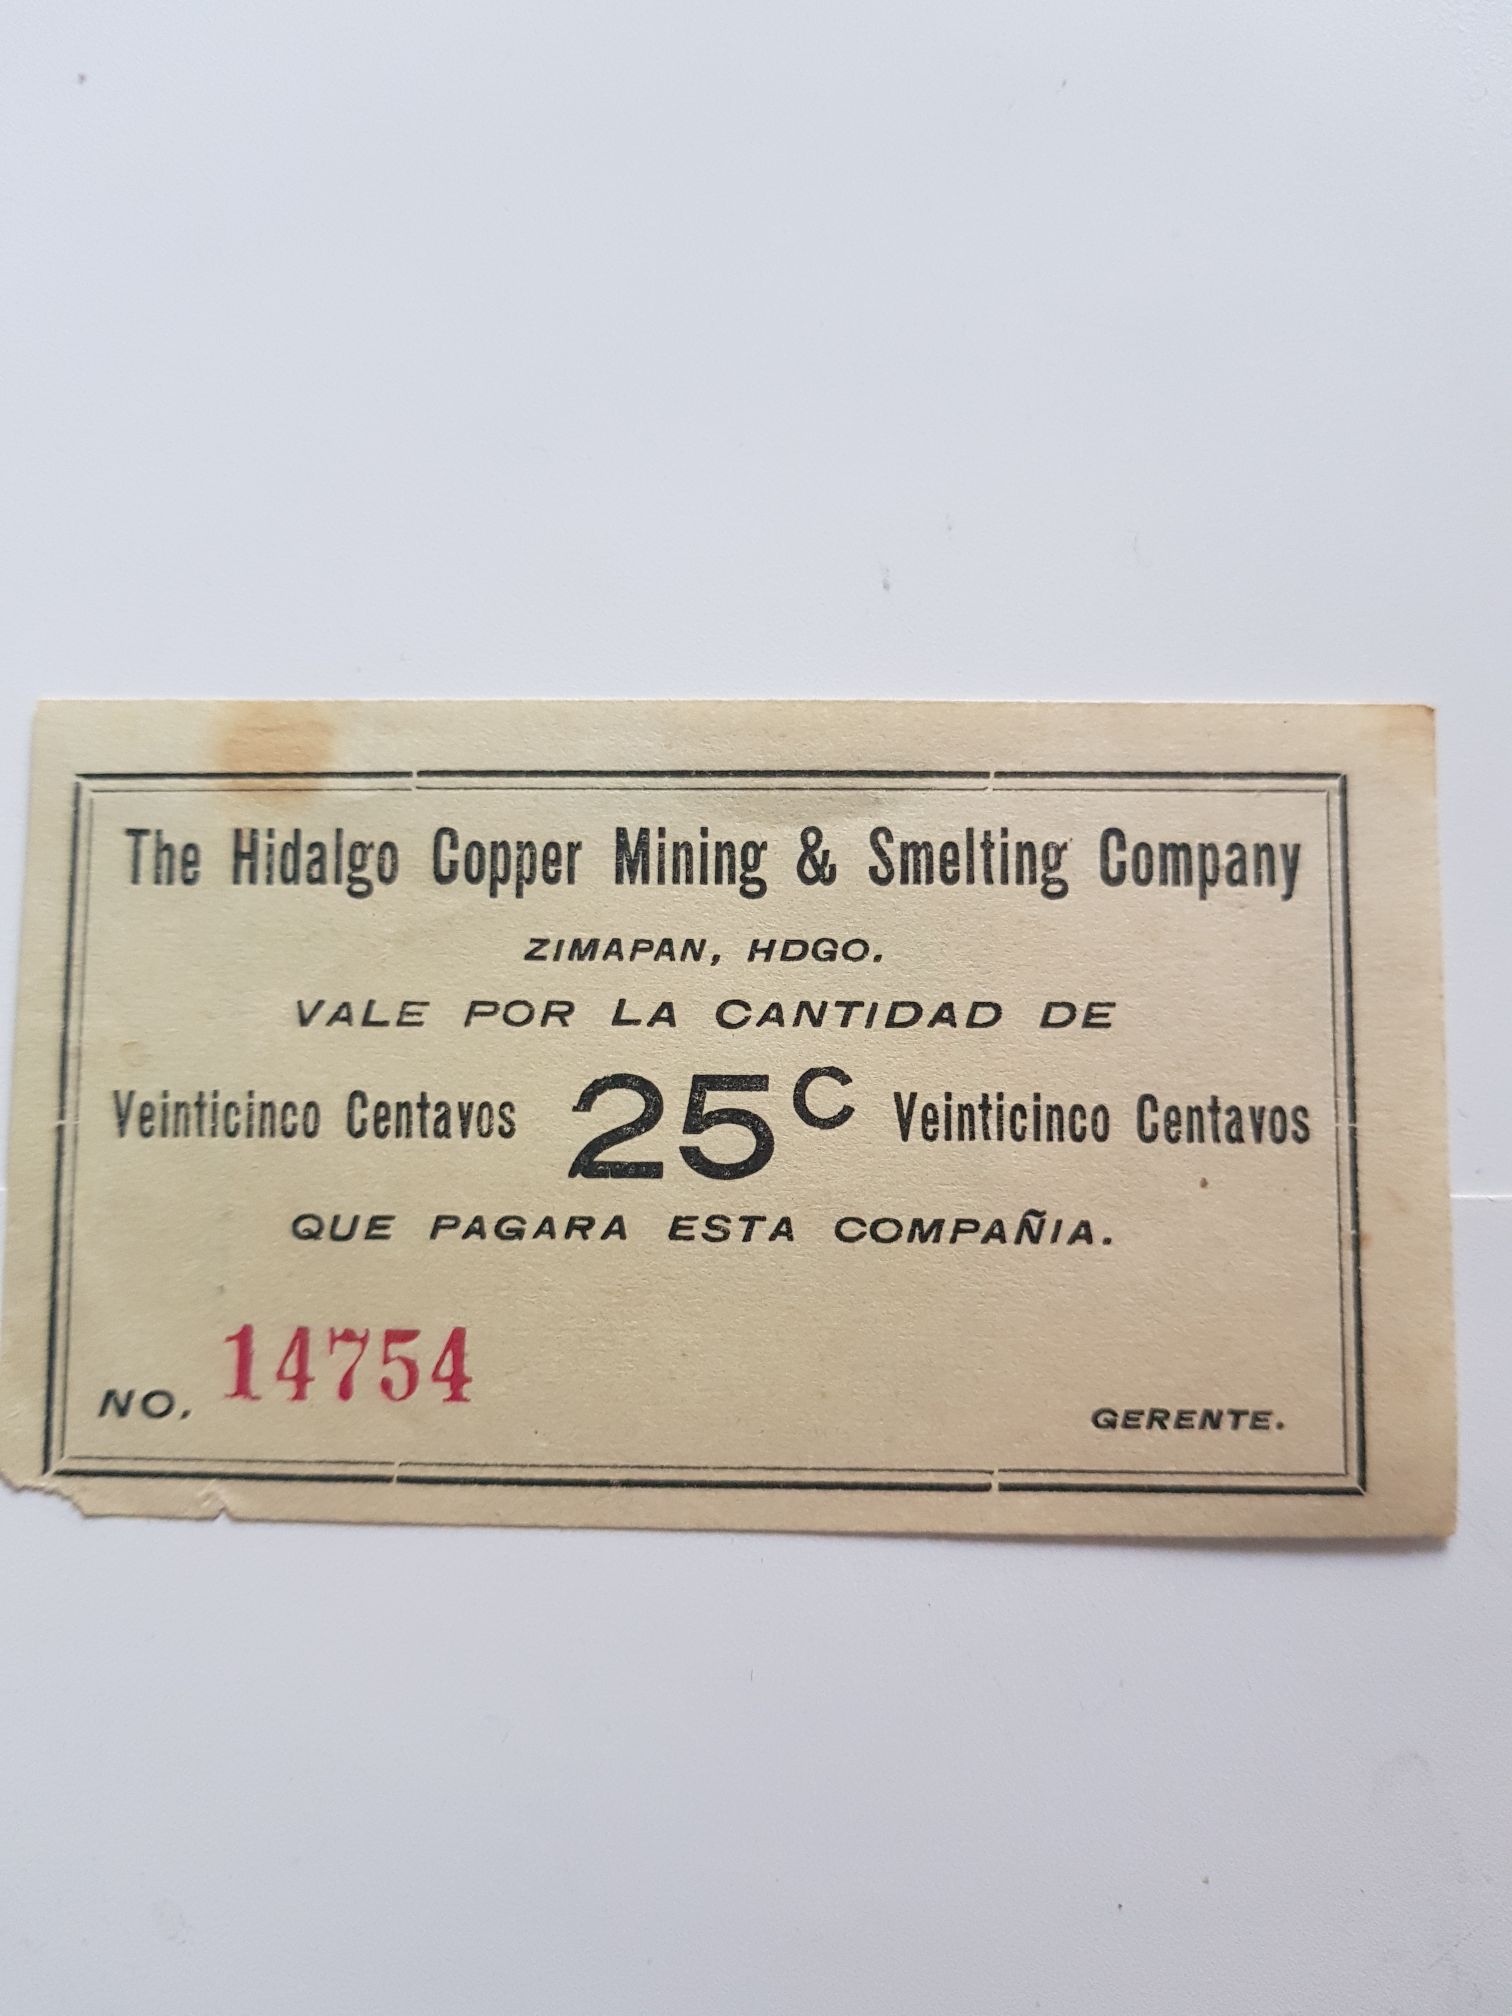 The Hidalgo Copper Mining & Smelting Company
ZIMAPAN, HDGO.
VALE POR LA CANTIDAD DE
Veinticinco Centavos 25c Veinticinco Centavos
QUE PAGARA ESTA COMPAÑIA.
NO. 14754
GERENTE.